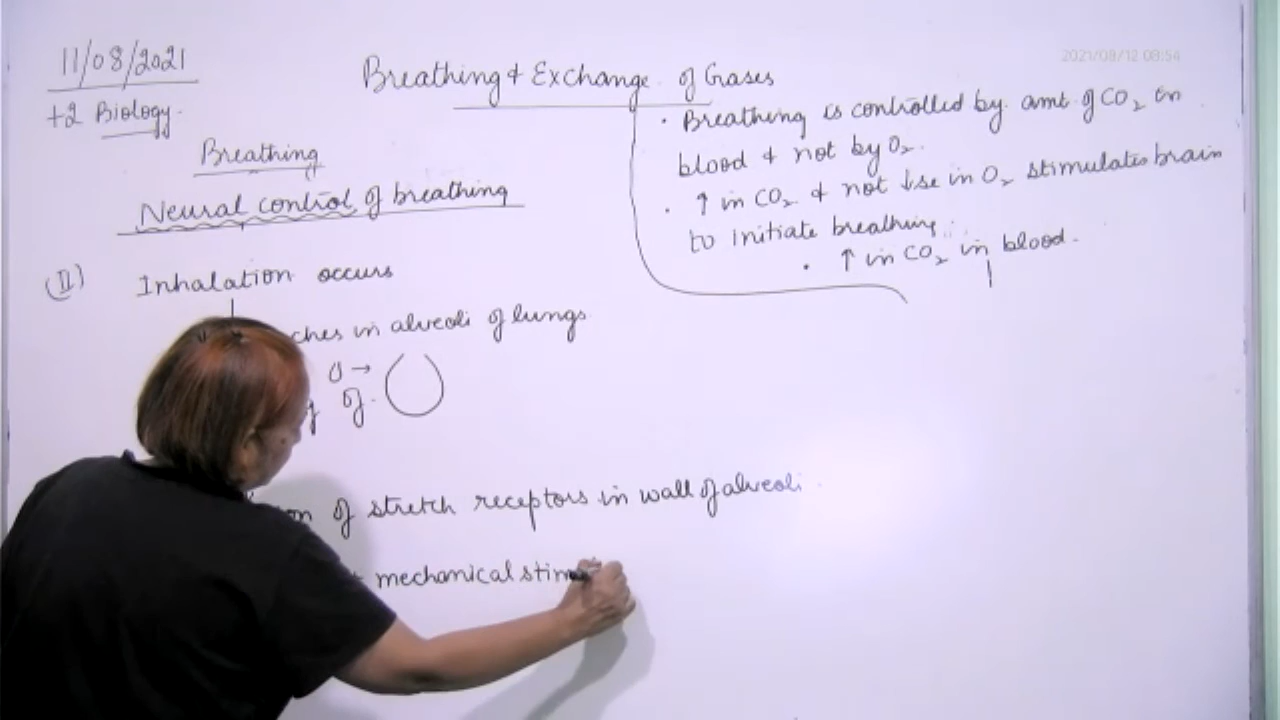 11/08/2021
+2 Biology.
Breathing & Exchange of Gases
2021/08/12 08:54
Breathing
Neural control of breathing
(II) Inhalation occurs
ches in alveoli of lungs
→
of
on of stretch receptors in wall of alveoli.
mechanical stim
• Breathing is controlled by amt of CO₂ in
blood & not by O₂.
• ↑ in CO₂ & not ↓se in O₂ stimulates brain
to initiate breathing.
• ↑ in CO₂ in blood.